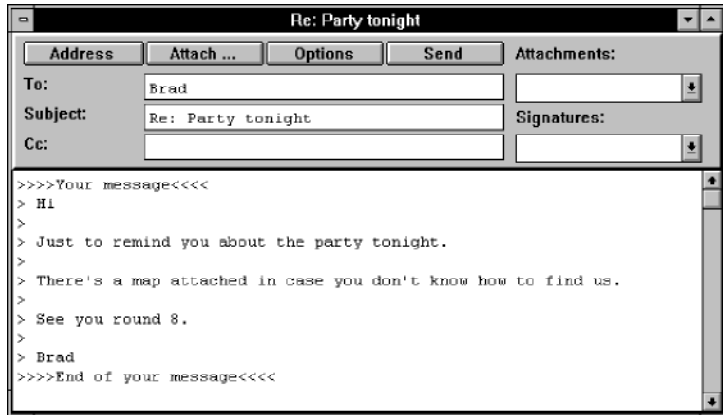 Re: Party tonight
Address Attach ... Options Send Attachments:
To: Brad
Subject: Re: Party tonight Signatures:
Cc:
>>>>Your message<<<<
> Hi
>
> Just to remind you about the party tonight.
>
> There's a map attached in case you don't know how to find us.
>
> See you round 8.
>
> Brad
>>>>End of your message<<<<